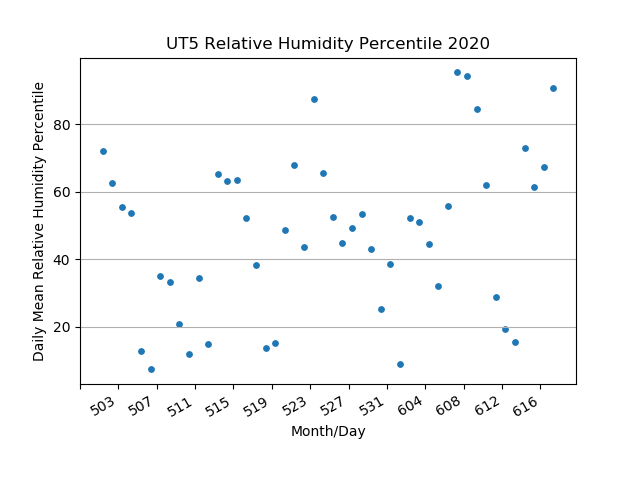 UT5 Relative Humidity Percentile 2020
Daily Mean Relative Humidity Percentile
80
60
40
20
503 507 511 515 519 523 527 531 604 608 612 616
Month/Day